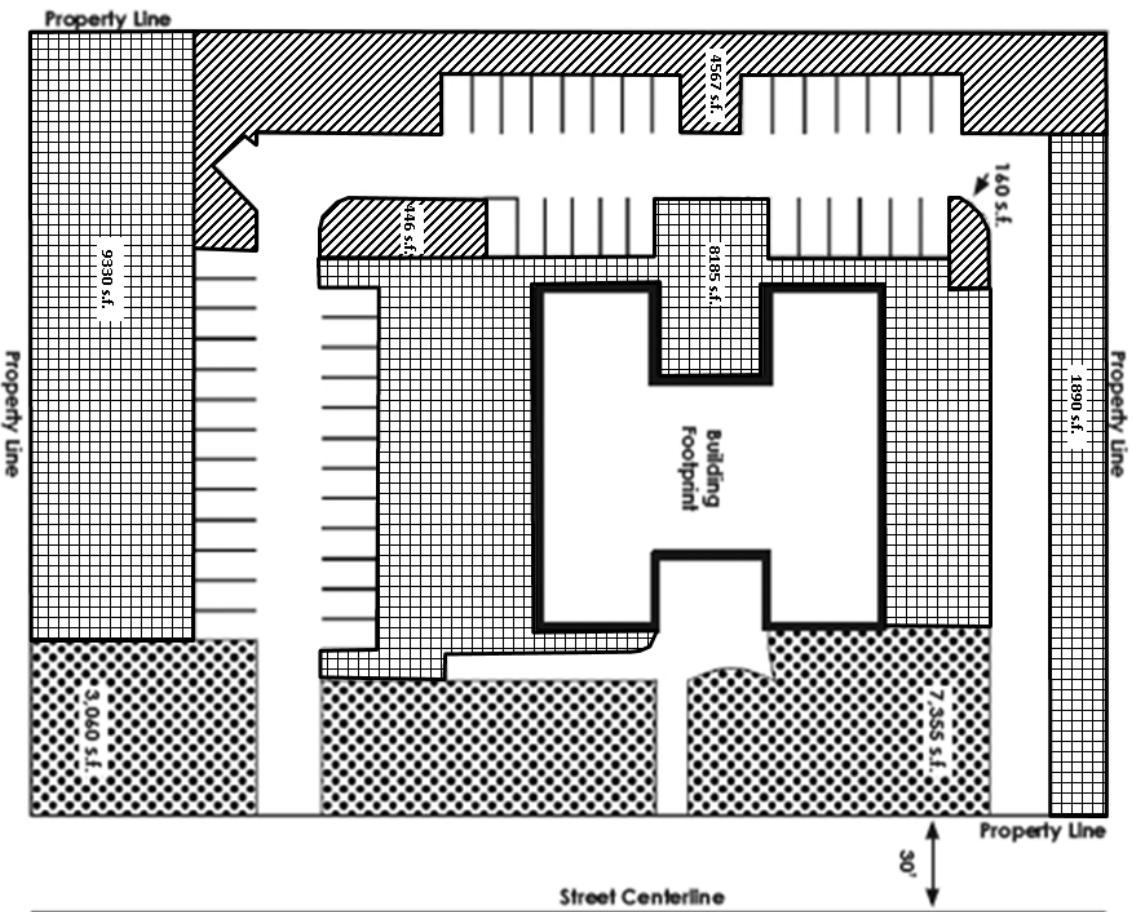 Property Line
4567 s.f.
160 s.f.
446 s.f.
8185 s.f.
9330 s.f.
1890 s.f.
Property Line
Property Line
Building
Footprint
3,060 s.f.
7,355 s.f.
Property Line
30'
Street Centerline